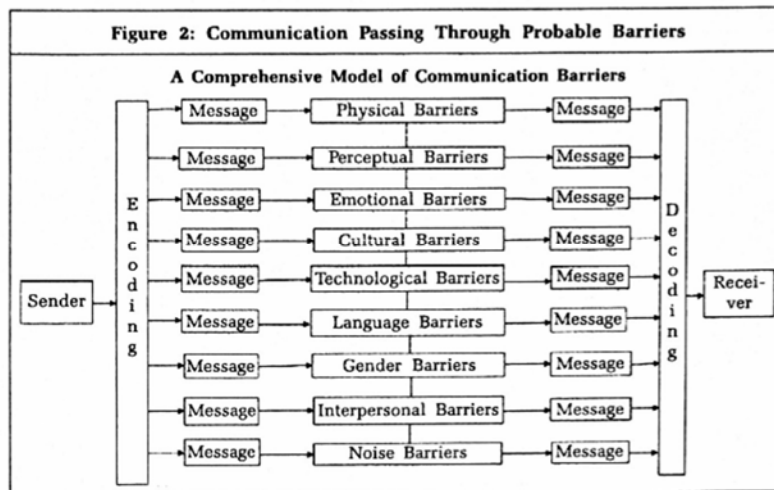 Figure 2: Communication Passing Through Probable Barriers
A Comprehensive Model of Communication Barriers
Sender
Encoding
Message Physical Barriers Message
Message Perceptual Barriers Message
Message Emotional Barriers Message
Message Cultural Barriers Message
Message Technological Barriers Message
Message Language Barriers Message
Message Gender Barriers Message
Message Interpersonal Barriers Message
Message Noise Barriers Message
Decoding
Recei-
ver